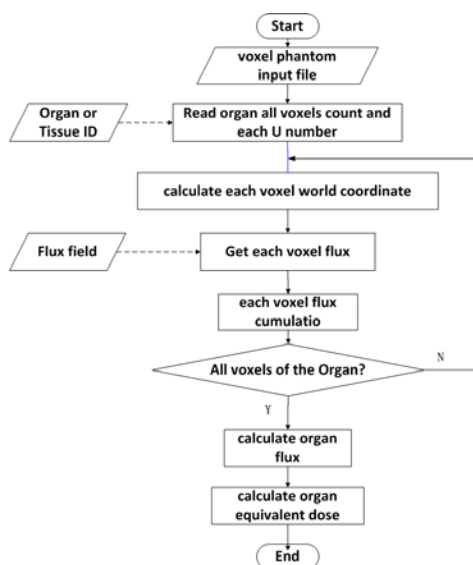 Start
voxel phantom
input file
Organ or
Tissue ID
Read organ all voxels count and
each U number
calculate each voxel world coordinate
Flux field
Get each voxel flux
each voxel flux
cumulatio
All voxels of the Organ?
N
Y
calculate organ
flux
calculate organ
equivalent dose
End